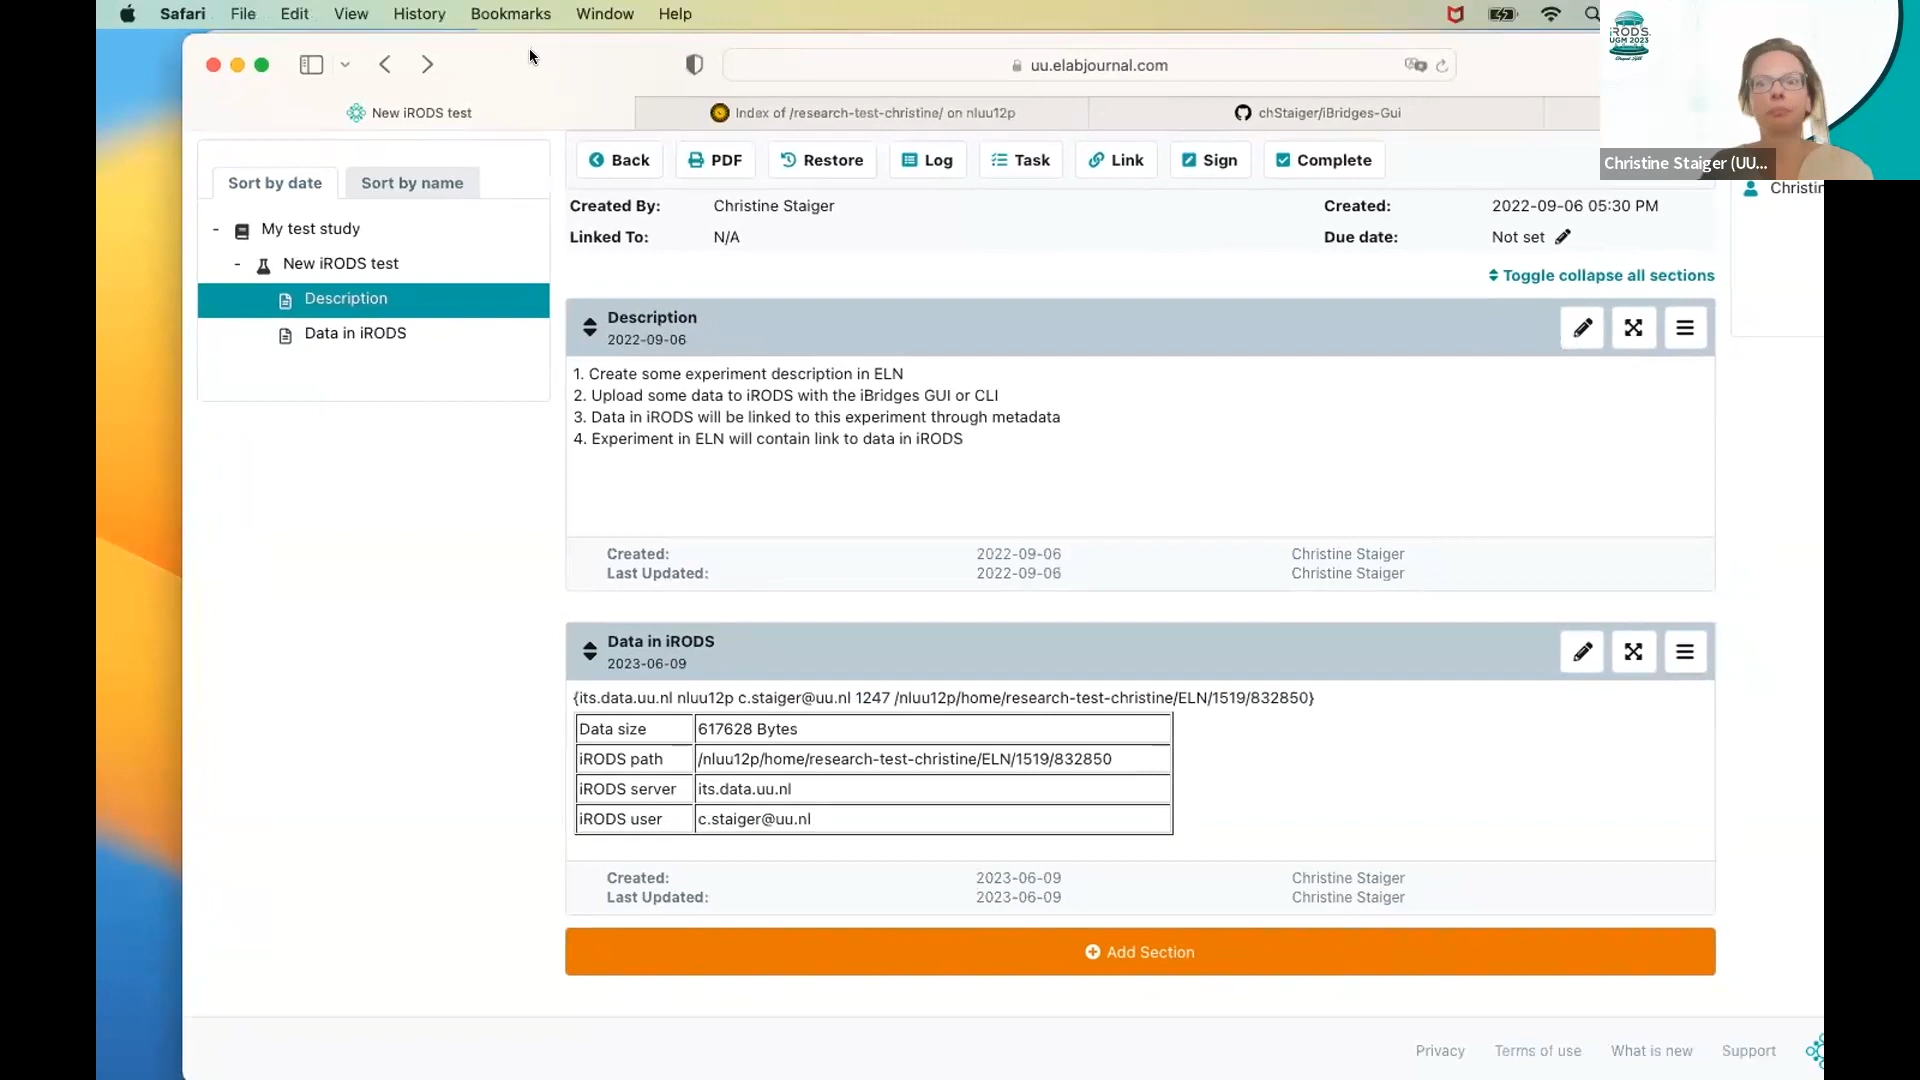 Safari File Edit View History Bookmarks Window Help
uu.elabjournal.com
New iRODS test
Index of /research-test-christine/ on nluu12p
chStaiger/iBridges-Gui
iRODS
UGM 2023
Chapel Hill
Christine Staiger (UU...
Christin
Sort by date
Sort by name
- My test study
- New iRODS test
Description
Data in iRODS
Back PDF Restore Log Task Link Sign Complete
Created By: Christine Staiger Created: 2022-09-06 05:30 PM
Linked To: N/A Due date: Not set
Toggle collapse all sections
Description
2022-09-06
1. Create some experiment description in ELN
2. Upload some data to iRODS with the iBridges GUI or CLI
3. Data in iRODS will be linked to this experiment through metadata
4. Experiment in ELN will contain link to data in iRODS
Created: 2022-09-06 Christine Staiger
Last Updated: 2022-09-06 Christine Staiger
Data in iRODS
2023-06-09
{its.data.uu.nl nluu12p c.staiger@uu.nl 1247 /nluu12p/home/research-test-christine/ELN/1519/832850}
Data size 617628 Bytes
iRODS path /nluu12p/home/research-test-christine/ELN/1519/832850
iRODS server its.data.uu.nl
iRODS user c.staiger@uu.nl
Created: 2023-06-09 Christine Staiger
Last Updated: 2023-06-09 Christine Staiger
Add Section
Privacy Terms of use What is new Support